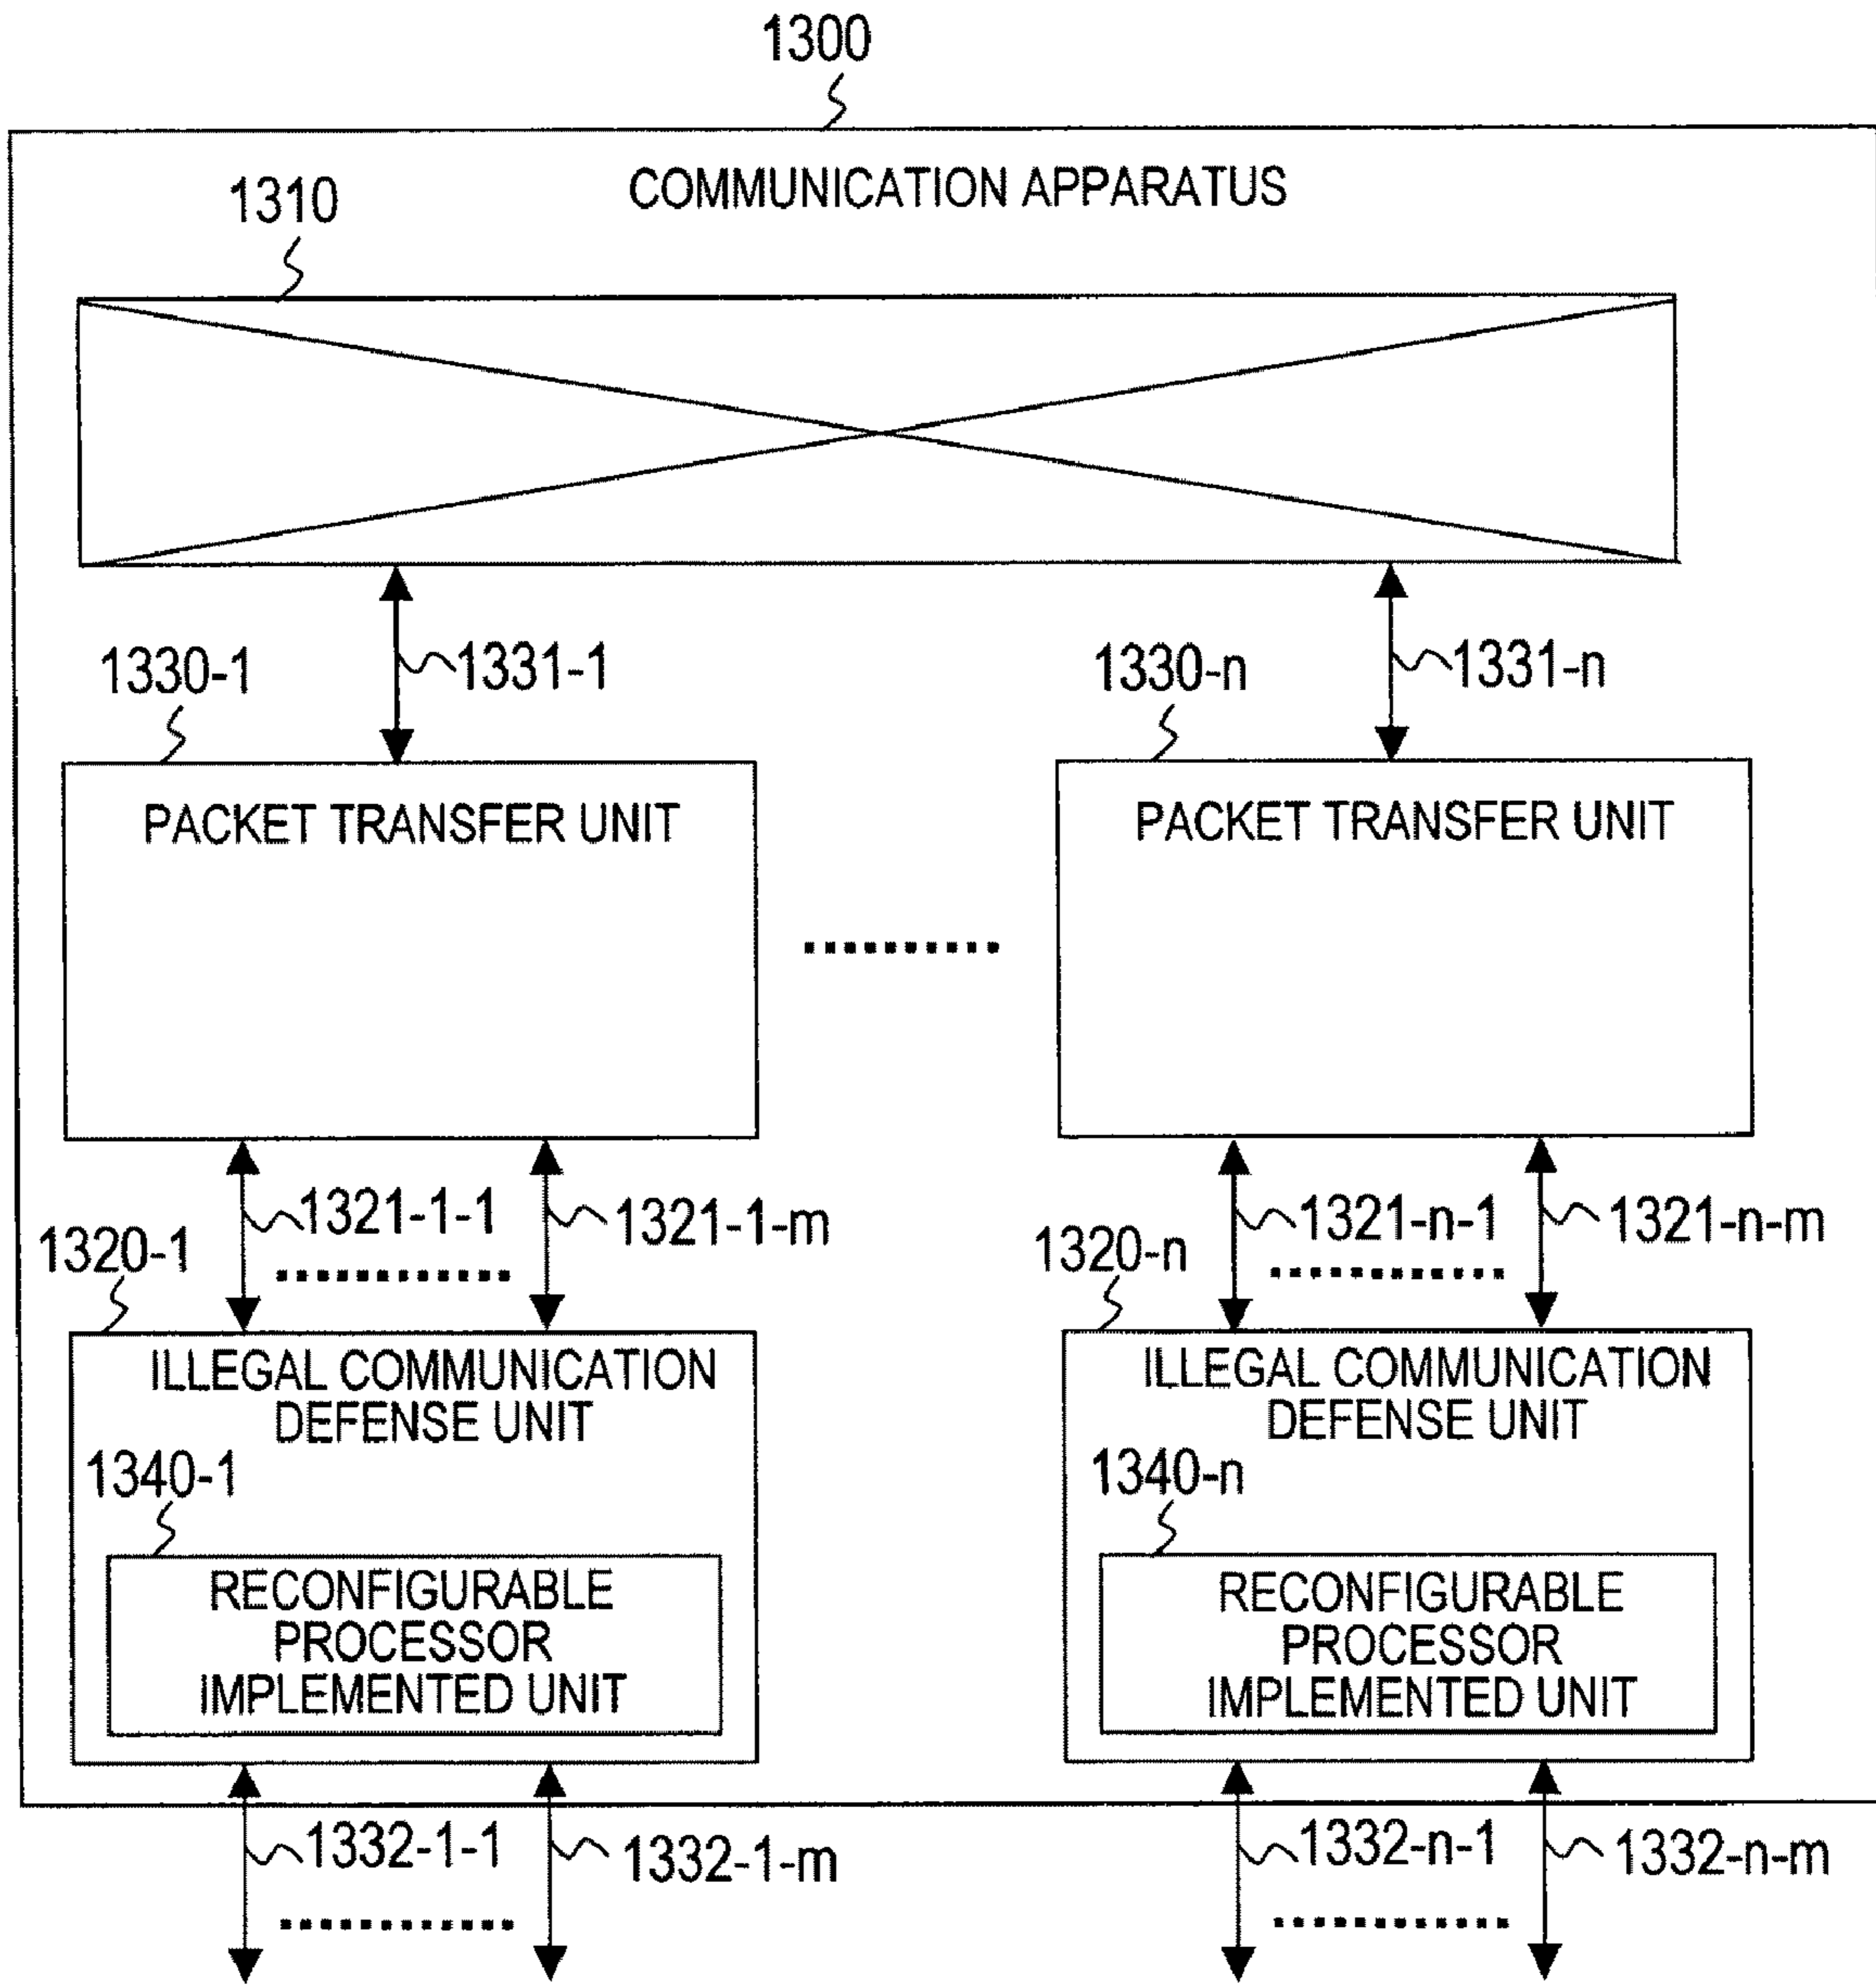 1300
COMMUNICATION APPARATUS
1310
1331-1
1331-n
1330-1
1330-n
PACKET TRANSFER UNIT
PACKET TRANSFER UNIT
1321-1-1
1321-1-m
1321-n-1
1321-n-m
1320-1
1320-n
ILLEGAL COMMUNICATION
DEFENSE UNIT
ILLEGAL COMMUNICATION
DEFENSE UNIT
1340-1
1340-n
RECONFIGURABLE
PROCESSOR
IMPLEMENTED UNIT
RECONFIGURABLE
PROCESSOR
IMPLEMENTED UNIT
1332-1-1
1332-1-m
1332-n-1
1332-n-m